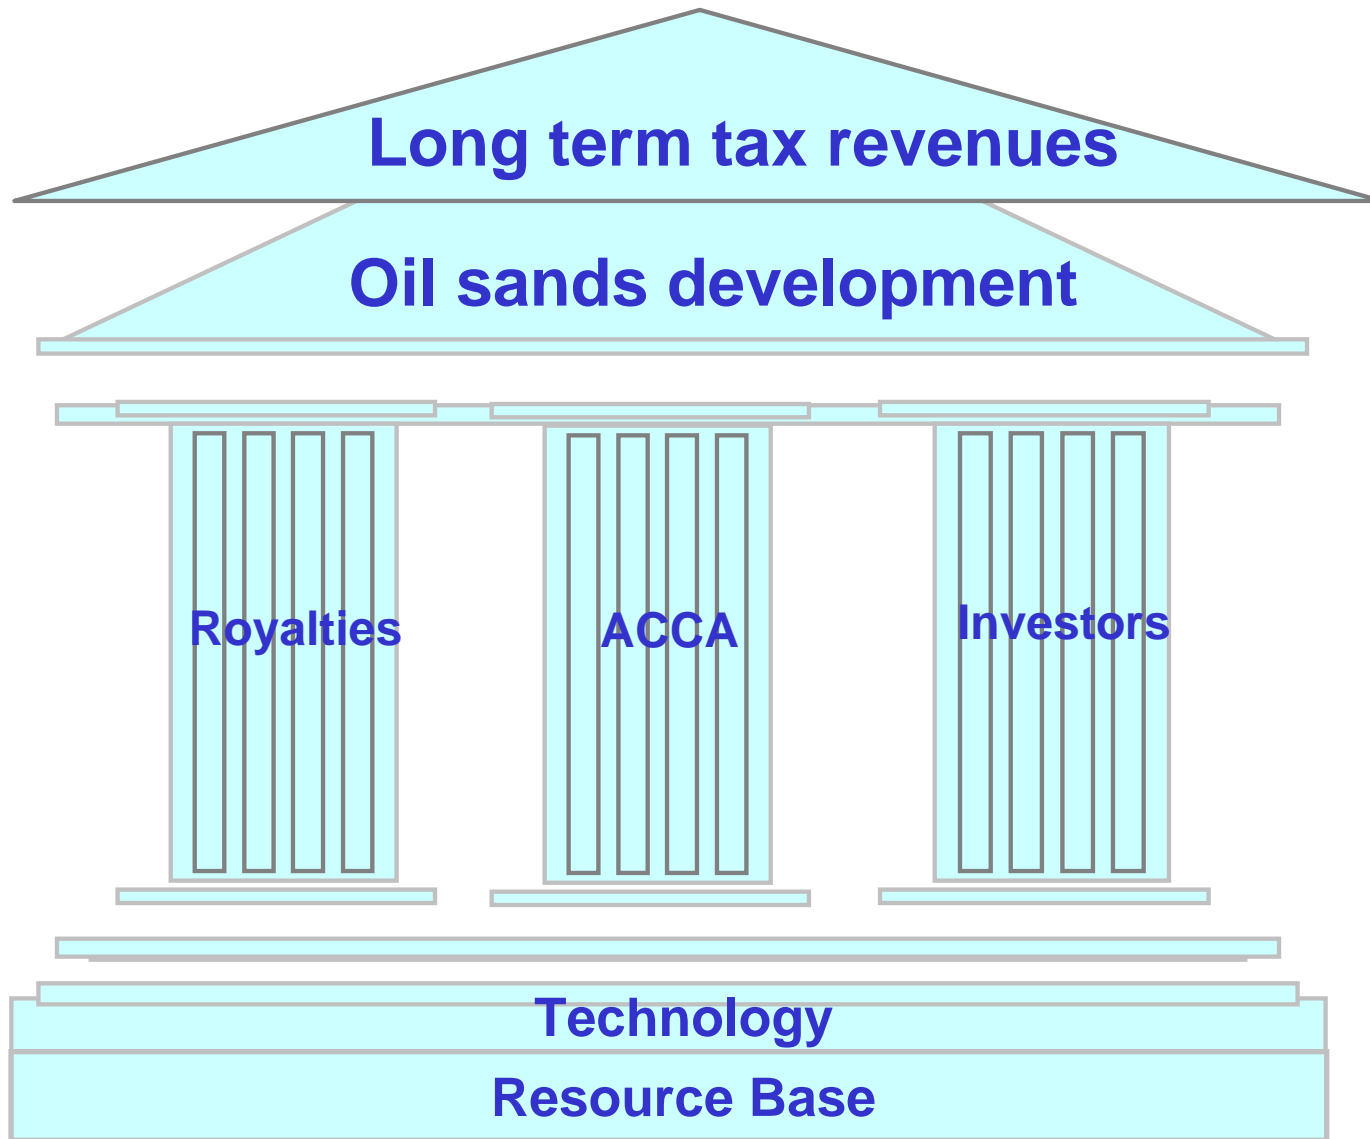 Long term tax revenues
Oil sands development
Royalties
ACCA
Investors
Technology
Resource Base